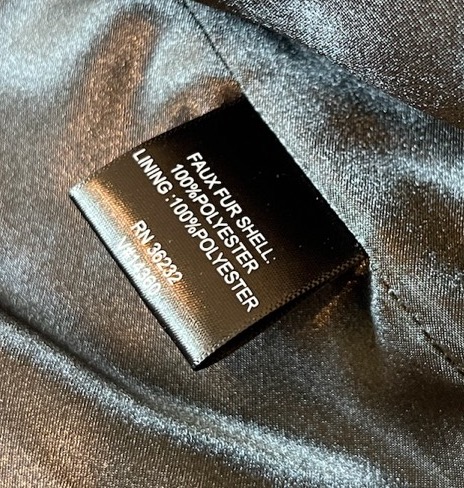 FAUX FUR SHELL:
100%POLYESTER
LINING :100%POLYESTER
RN 36232